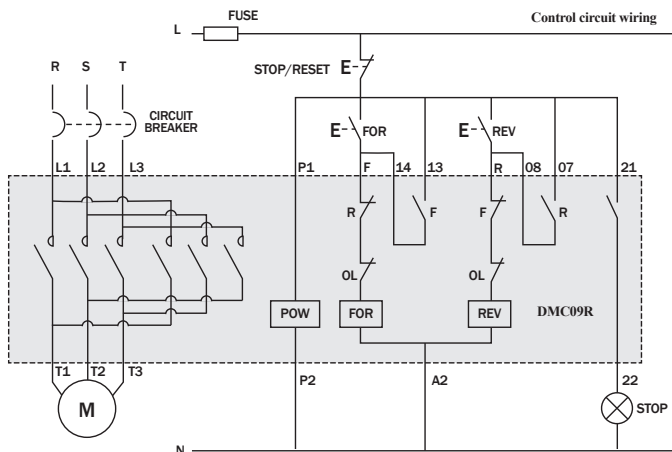 FUSE
L
Control circuit wiring
R S T
E STOP/RESET
CIRCUIT
BREAKER
E FOR
E REV
L1 L2 L3
P1 F 14 13 R 08 07 21
R F F R
OL OL
POW FOR REV DMC09R
T1 T2 T3
P2 A2 22
M
STOP
N